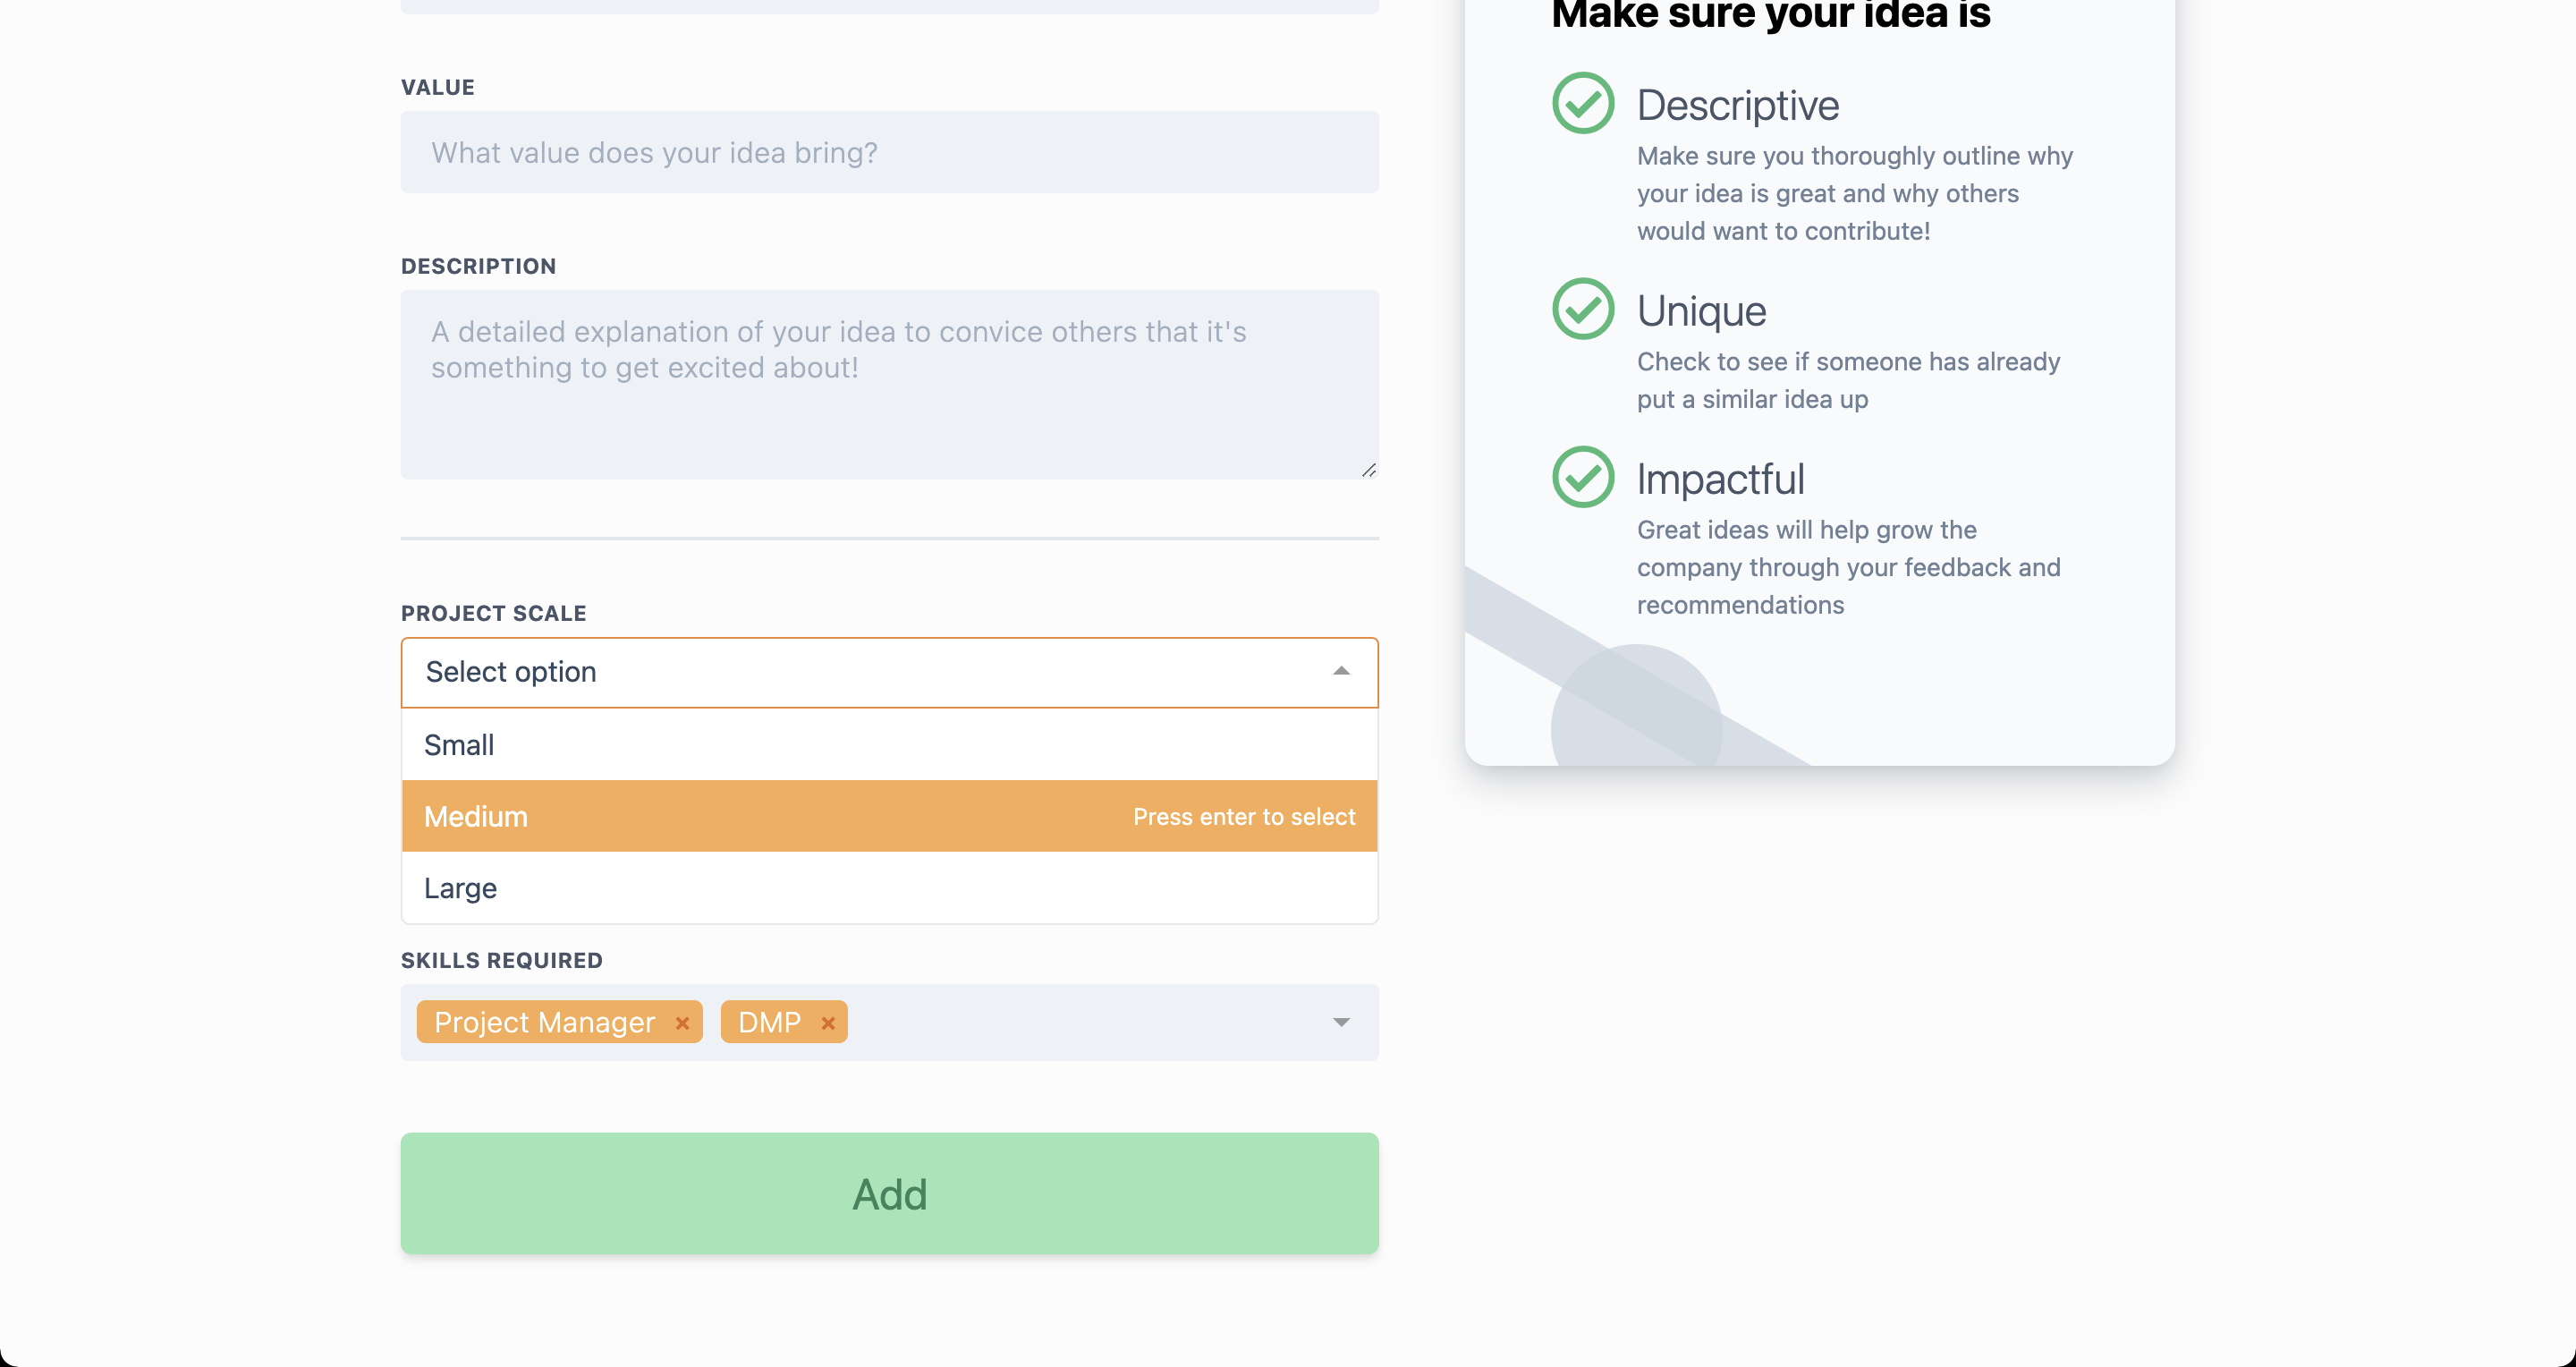 VALUE
What value does your idea bring?
DESCRIPTION
A detailed explanation of your idea to convice others that it's
something to get excited about!
PROJECT SCALE
Select option
Small
Medium Press enter to select
Large
SKILLS REQUIRED
Project Manager × DMP ×
Add
Make sure your idea is
Descriptive
Make sure you thoroughly outline why
your idea is great and why others
would want to contribute!
Unique
Check to see if someone has already
put a similar idea up
Impactful
Great ideas will help grow the
company through your feedback and
recommendations